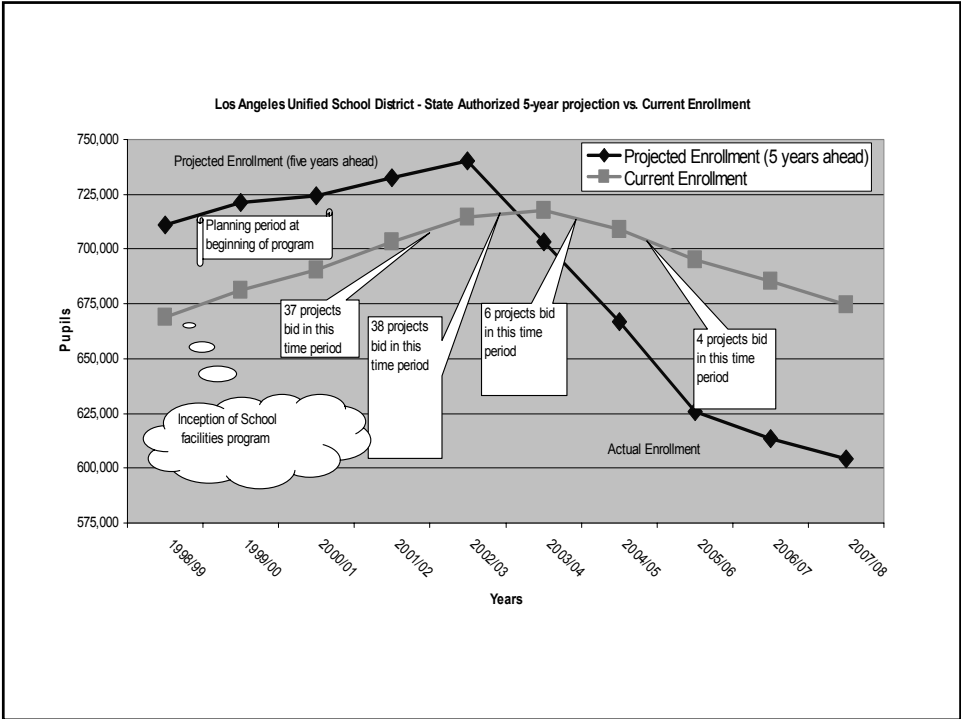 Los Angeles Unified School District - State Authorized 5-year projection vs. Current Enrollment
750,000
725,000
700,000
675,000
650,000
625,000
600,000
575,000
Pupils
Projected Enrollment (five years ahead)
Projected Enrollment (5 years ahead)
Current Enrollment
Planning period at
beginning of program
37 projects
bid in this
time period
38 projects
bid in this
time period
6 projects bid
in this time
period
4 projects bid
in this time
period
Inception of School
facilities program
Actual Enrollment
1998/99
1999/00
2000/01
2001/02
2002/03
2003/04
2004/05
2005/06
2006/07
2007/08
Years